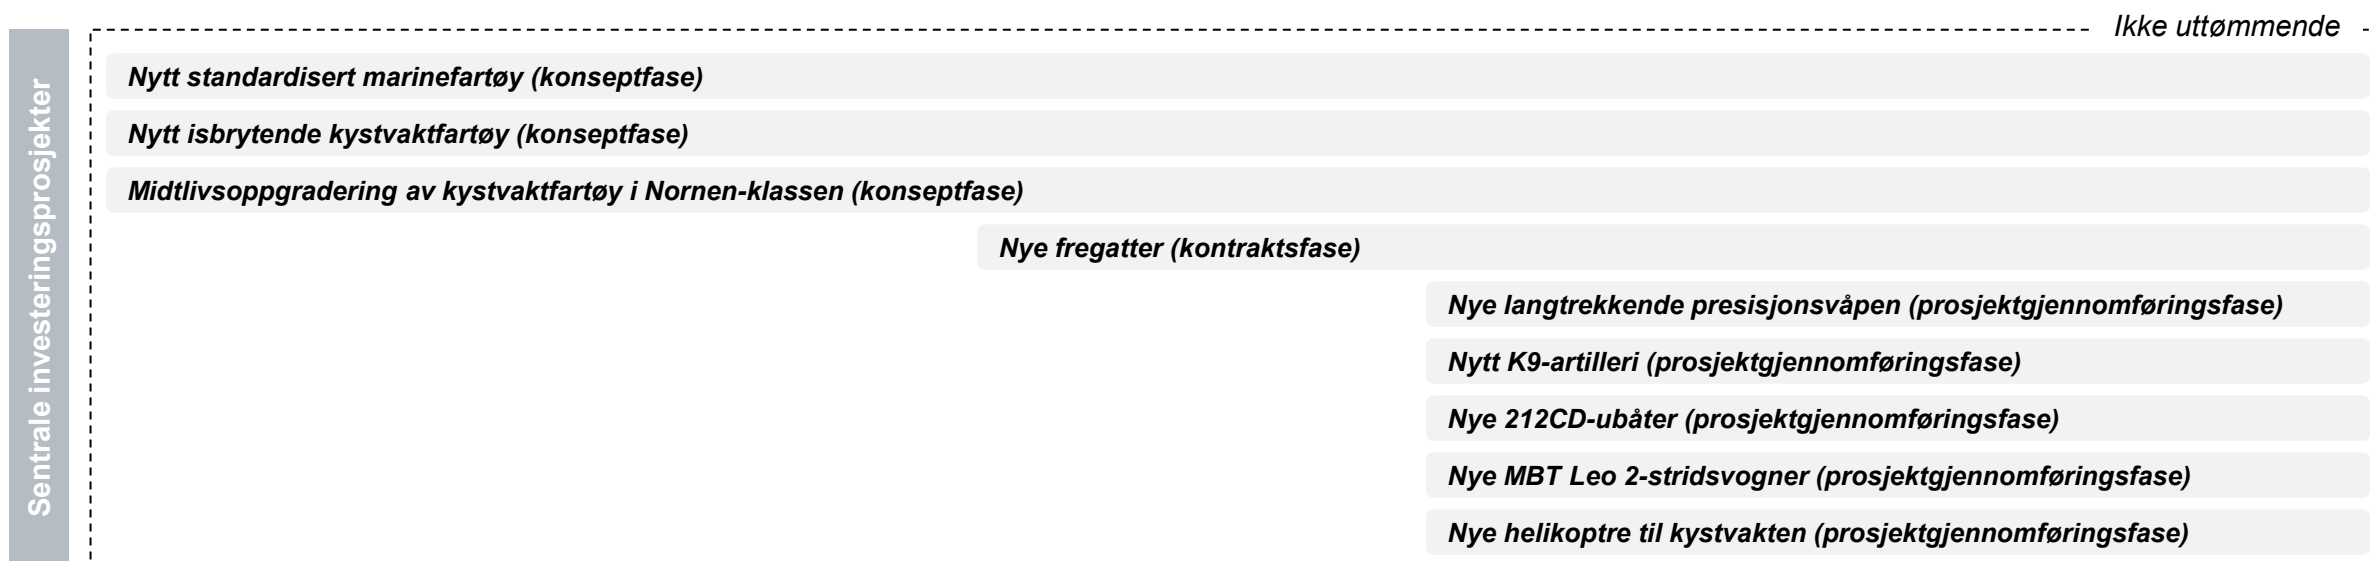 Ikke uttømmende
Sentrale investeringsprosjekter
Nytt standardisert marinefartøy (konseptfase)
Nytt isbrytende kystvaktfartøy (konseptfase)
Midtlivsoppgradering av kystvaktfartøy i Nornen-klassen (konseptfase)
Nye fregatter (kontraktsfase)
Nye langtrekkende presisjonsvåpen (prosjektgjennomføringsfase)
Nytt K9-artilleri (prosjektgjennomføringsfase)
Nye 212CD-ubåter (prosjektgjennomføringsfase)
Nye MBT Leo 2-stridsvogner (prosjektgjennomføringsfase)
Nye helikoptre til kystvakten (prosjektgjennomføringsfase)